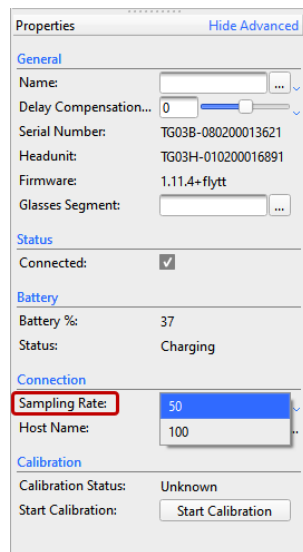 Properties Hide Advanced
General
Name: ...
Delay Compensation... 0
Serial Number: TG03B-080200013621
Headunit: TG03H-010200016891
Firmware: 1.11.4+flytt
Glasses Segment: ...
Status
Connected:
Battery
Battery %: 37
Status: Charging
Connection
Sampling Rate: 50
Host Name: 100
Calibration
Calibration Status: Unknown
Start Calibration: Start Calibration